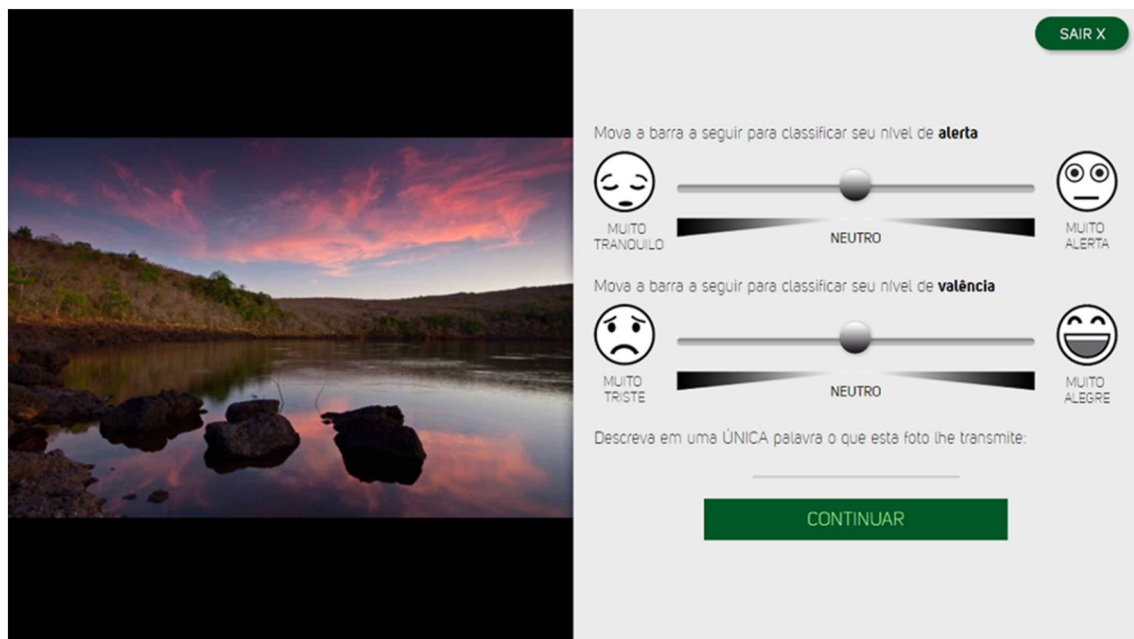 SAIR X
Mova a barra a seguir para classificar seu nível de alerta
MUITO
TRANQUILO
NEUTRO
MUITO
ALERTA
Mova a barra a seguir para classificar seu nível de valência
MUITO
TRISTE
NEUTRO
MUITO
ALEGRE
Descreva em uma ÚNICA palavra o que esta foto lhe transmite:
CONTINUAR